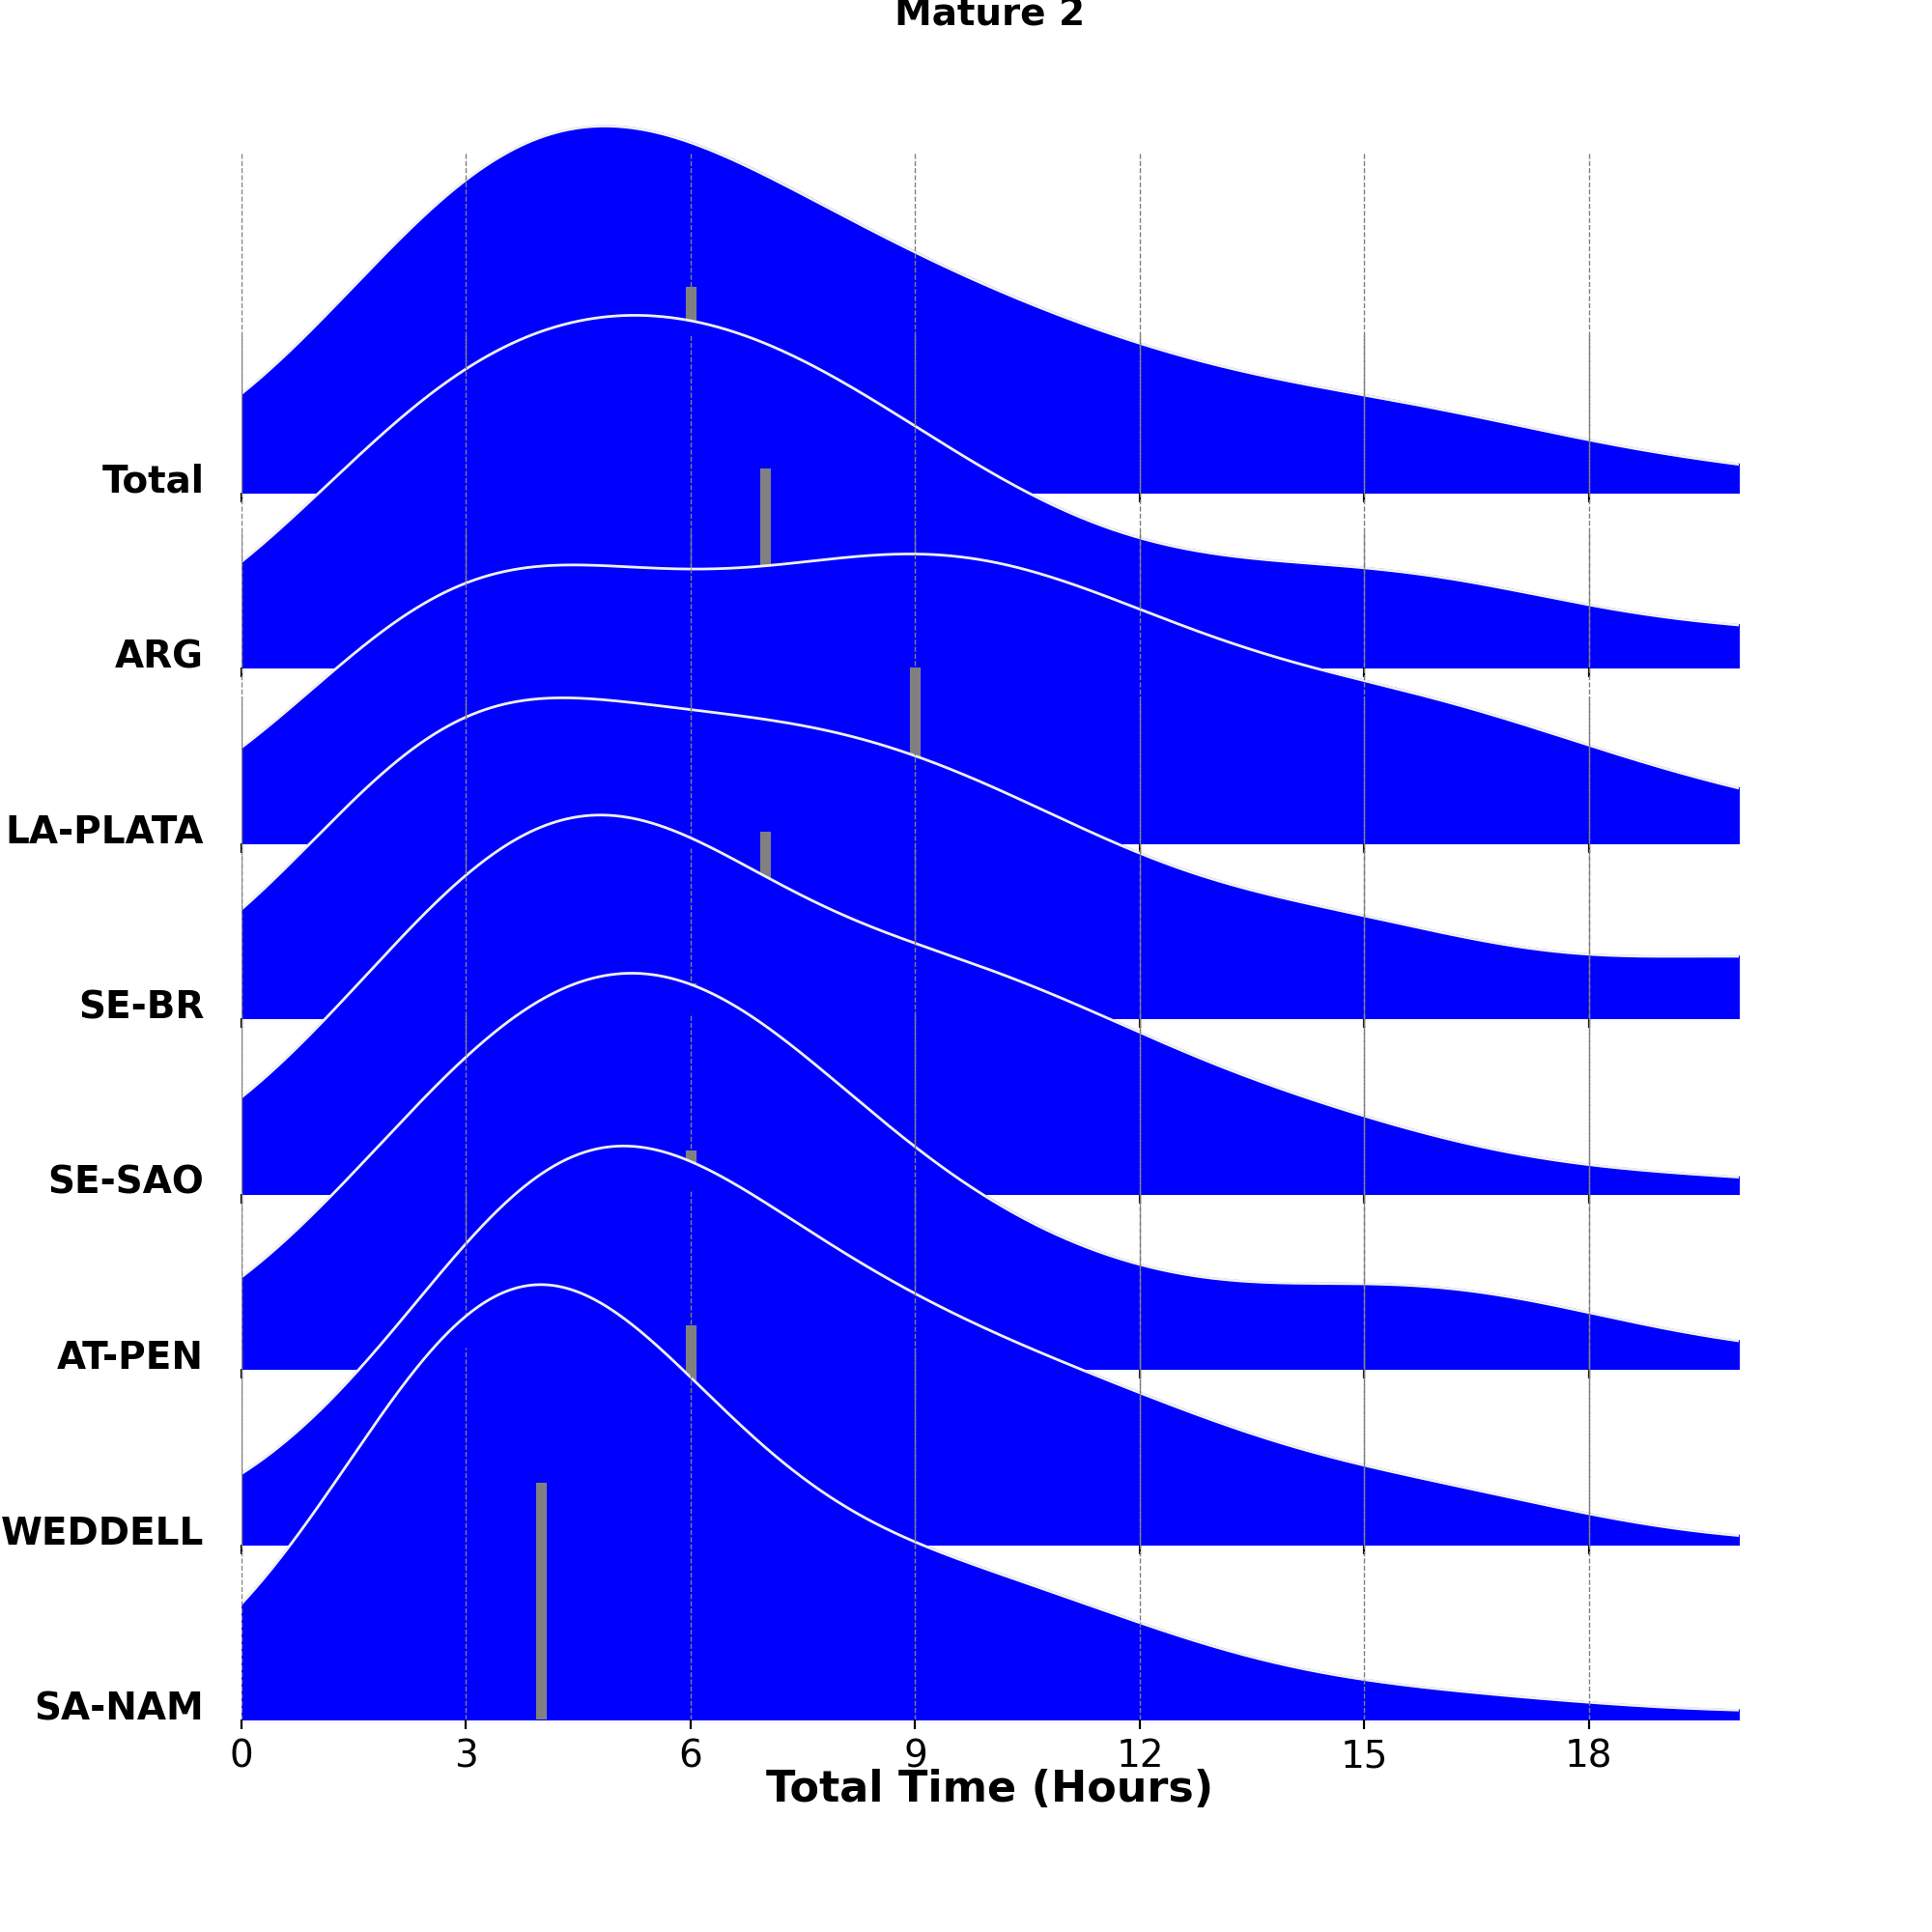 Mature 2
Total
ARG
LA-PLATA
SE-BR
SE-SAO
AT-PEN
WEDDELL
SA-NAM
0 3 6 9 12 15 18
Total Time (Hours)